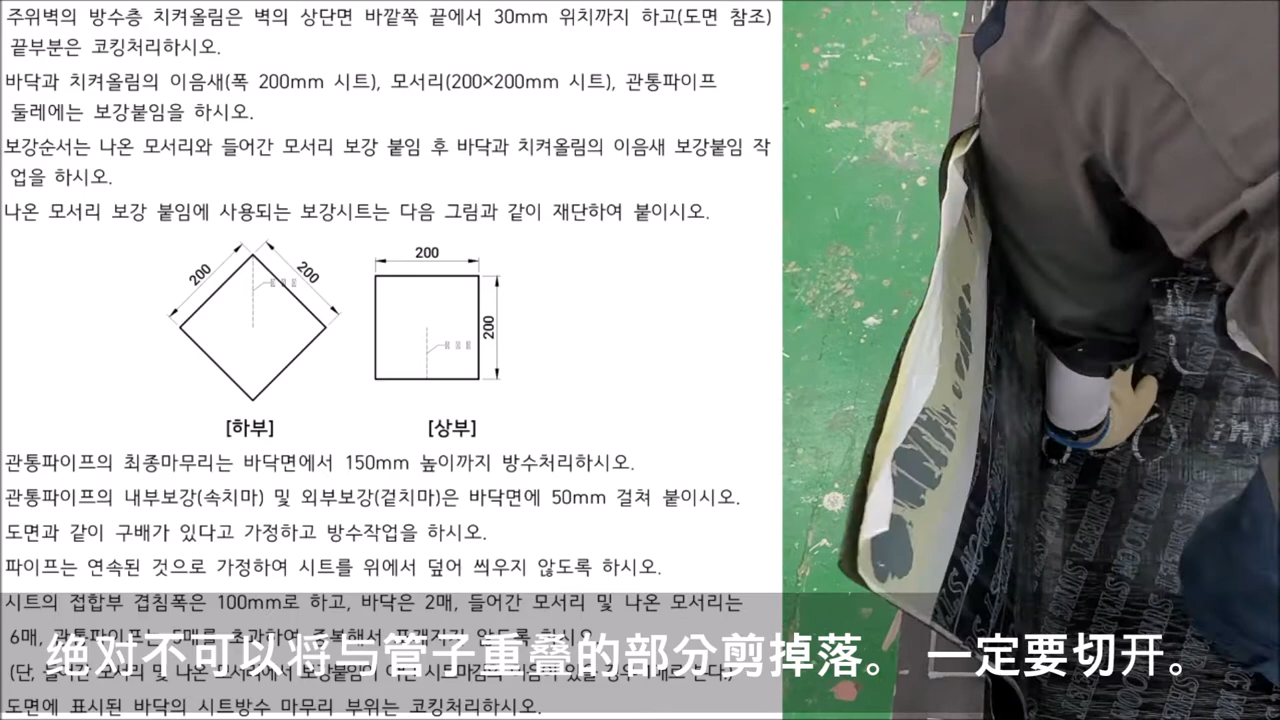 주위벽의 방수층 치켜올림은 벽의 상단면 바깥쪽 끝에서 30mm 위치까지 하고(도면 참조)
끝부분은 코킹처리하시오.
바닥과 치켜올림의 이음새(폭 200mm 시트), 모서리(200×200mm 시트), 관통파이프
둘레에는 보강붙임을 하시오.
보강순서는 나온 모서리와 들어간 모서리 보강 붙임 후 바닥과 치켜올림의 이음새 보강붙임 작
업을 하시오.
나온 모서리 보강 붙임에 사용되는 보강시트는 다음 그림과 같이 재단하여 붙이시오.
200 200 200
200
[하부] [상부]
관통파이프의 최종마무리는 바닥면에서 150mm 높이까지 방수처리하시오.
관통파이프의 내부보강(속치마) 및 외부보강(겉치마)은 바닥면에 50mm 걸쳐 붙이시오.
도면과 같이 구배가 있다고 가정하고 방수작업을 하시오.
파이프는 연속된 것으로 가정하여 시트를 위에서 덮어 씌우지 않도록 하시오.
시트의 접합부 겹침폭은 100mm로 하고, 바닥은 2매, 들어간 모서리 및 나온 모서리는
6매,
绝对不可以将与管子重叠的部分剪掉落。 一定要切开。
(단,
도면에 표시된 바닥의 시트방수 마무리 부위는 코킹처리하시오.